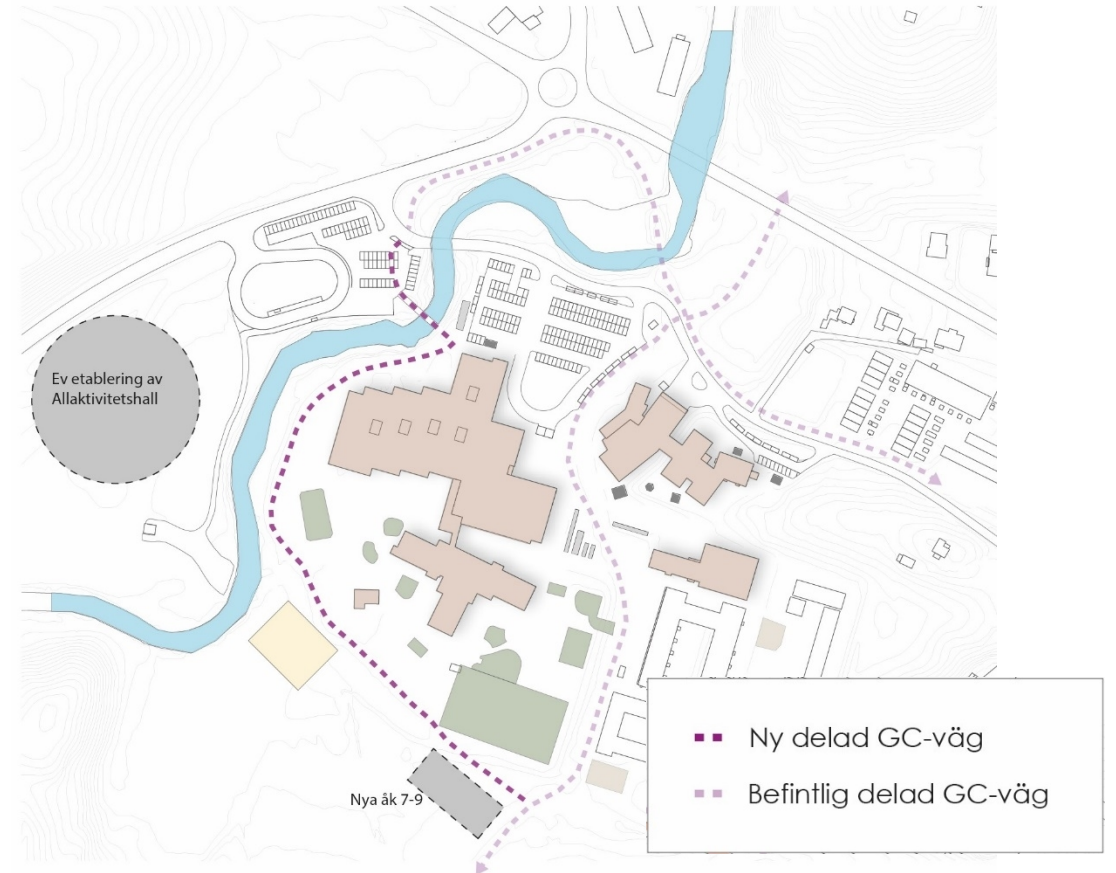 Ev etablering av
Allaktivitetshall
Nya åk 7-9
Ny delad GC-väg
Befintlig delad GC-väg